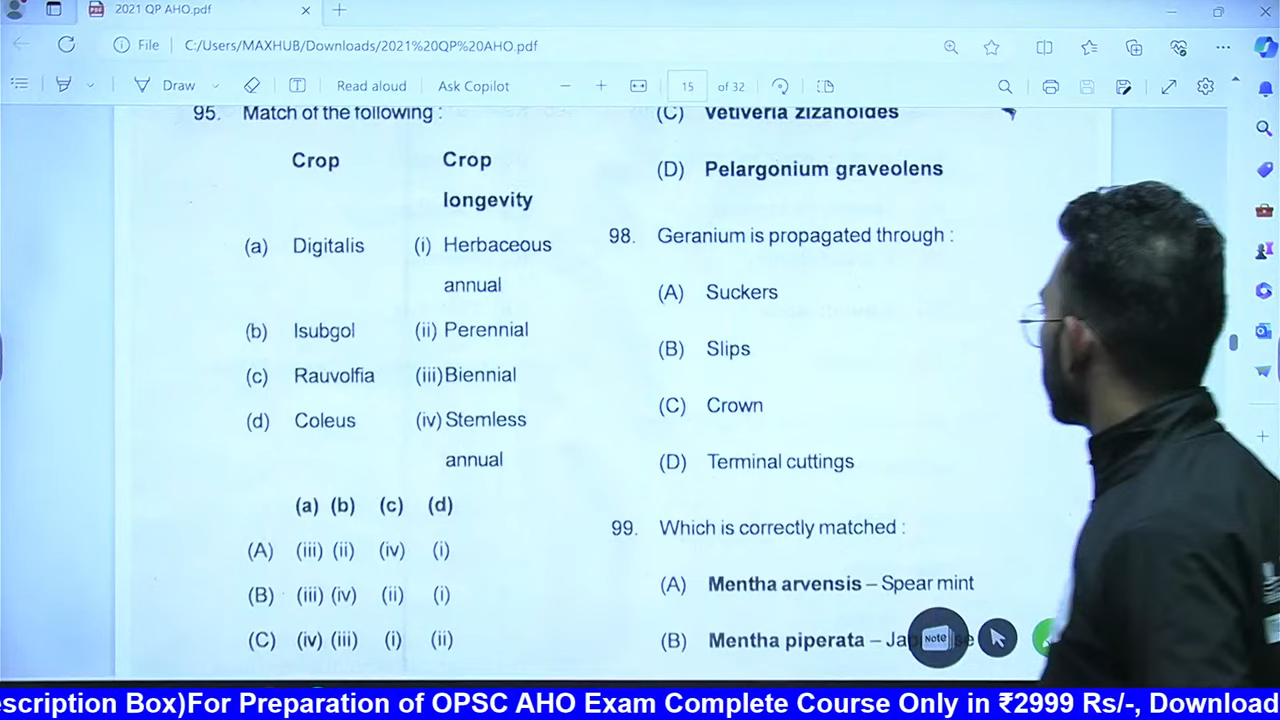 2021 QP AHO.pdf
File
C:/Users/MAXHUB/Downloads/2021%20QP%20AHO.pdf
Draw
Read aloud
Ask Copilot
15
of 32
95. Match of the following :
Crop
Crop
longevity
(a) Digitalis
(i) Herbaceous
annual
(b) Isubgol
(ii) Perennial
(c) Rauvolfia
(iii) Biennial
(d) Coleus
(iv) Stemless
annual
(a) (b) (c) (d)
(A) (iii) (ii) (iv) (i)
(B) (iii) (iv) (ii) (i)
(C) (iv) (iii) (i) (ii)
(C) Vetiveria zizanoides
(D) Pelargonium graveolens
98. Geranium is propagated through :
(A) Suckers
(B) Slips
(C) Crown
(D) Terminal cuttings
99. Which is correctly matched :
(A) Mentha arvensis – Spear mint
(B) Mentha piperata –
Note
scription Box)For Preparation of OPSC AHO Exam Complete Course Only in ₹2999 Rs/-, Download